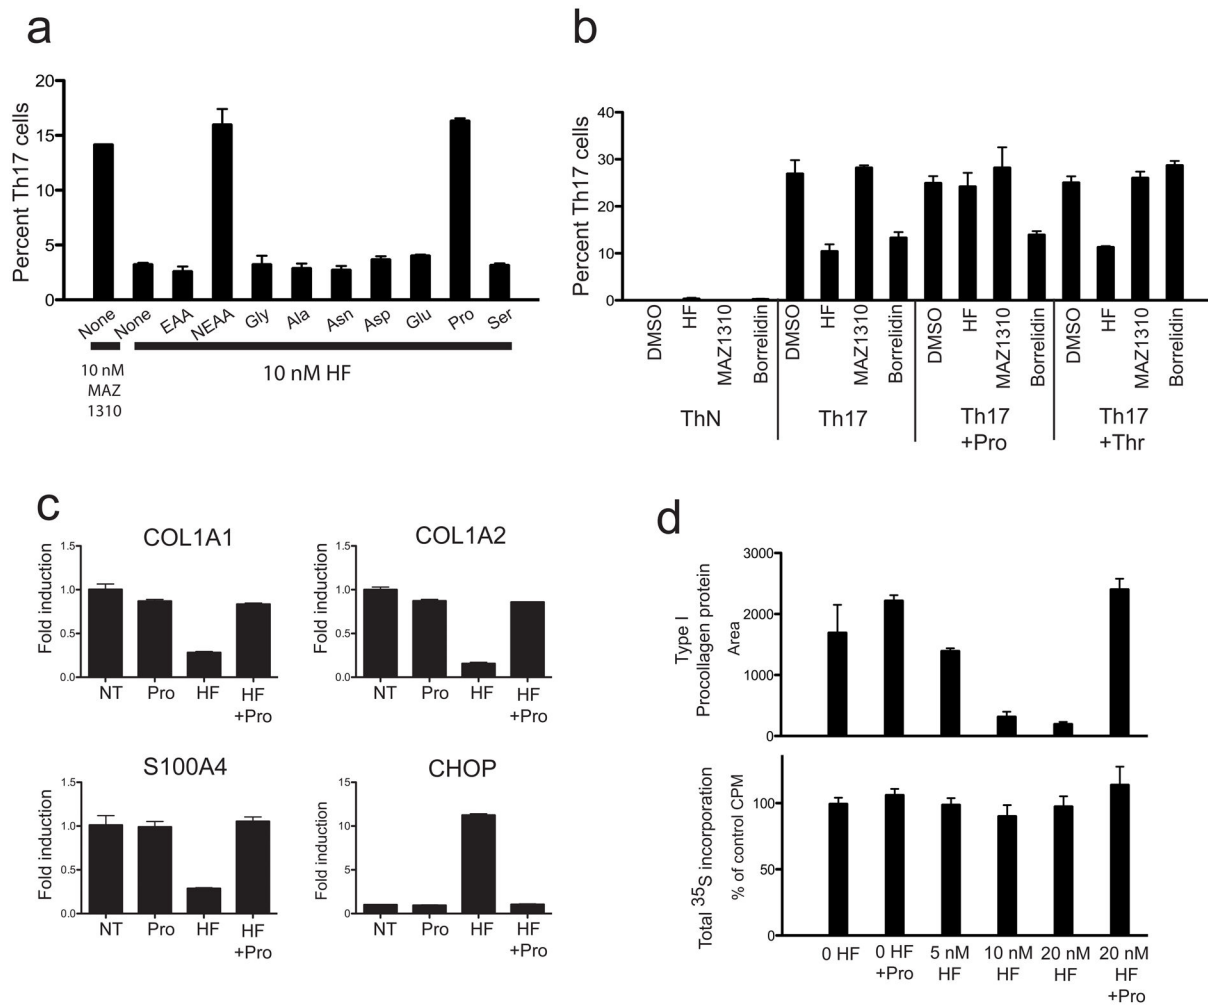 a
Percent Th17 cells
20
15
10
5
0
None
None
EAA
NEAA
Gly
Ala
Asn
Asp
Glu
Pro
Ser
10 nM
MAZ
1310
10 nM HF
b
Percent Th17 cells
40
30
20
10
0
DMSO
HF
MAZ1310
Borrelidin
DMSO
HF
MAZ1310
Borrelidin
DMSO
HF
MAZ1310
Borrelidin
DMSO
HF
MAZ1310
Borrelidin
ThN
Th17
Th17
+Pro
Th17
+Thr
c
COL1A1
Fold induction
1.5
1.0
0.5
0.0
NT Pro HF HF
+Pro
COL1A2
Fold induction
1.5
1.0
0.5
0.0
NT Pro HF HF
+Pro
S100A4
Fold induction
1.5
1.0
0.5
0.0
NT Pro HF HF
+Pro
CHOP
Fold induction
15
10
5
0
NT Pro HF HF
+Pro
d
Type I
Procollagen protein
Area
3000
2000
1000
0
Total 35S incorporation
% of control CPM
100
50
0
0 HF
0 HF
+Pro
5 nM
HF
10 nM
HF
20 nM
HF
20 nM
HF
+Pro